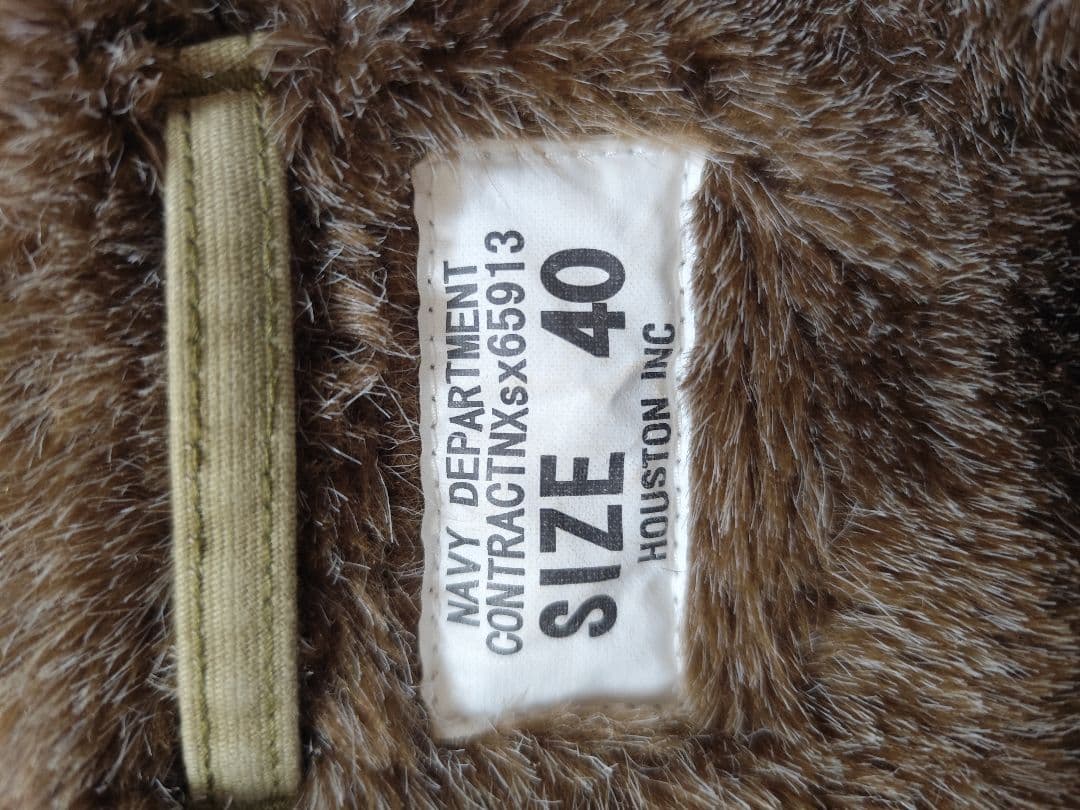 NAVY DEPARTMENT
CONTRACTNXsx65913
SIZE 40
HOUSTON INC